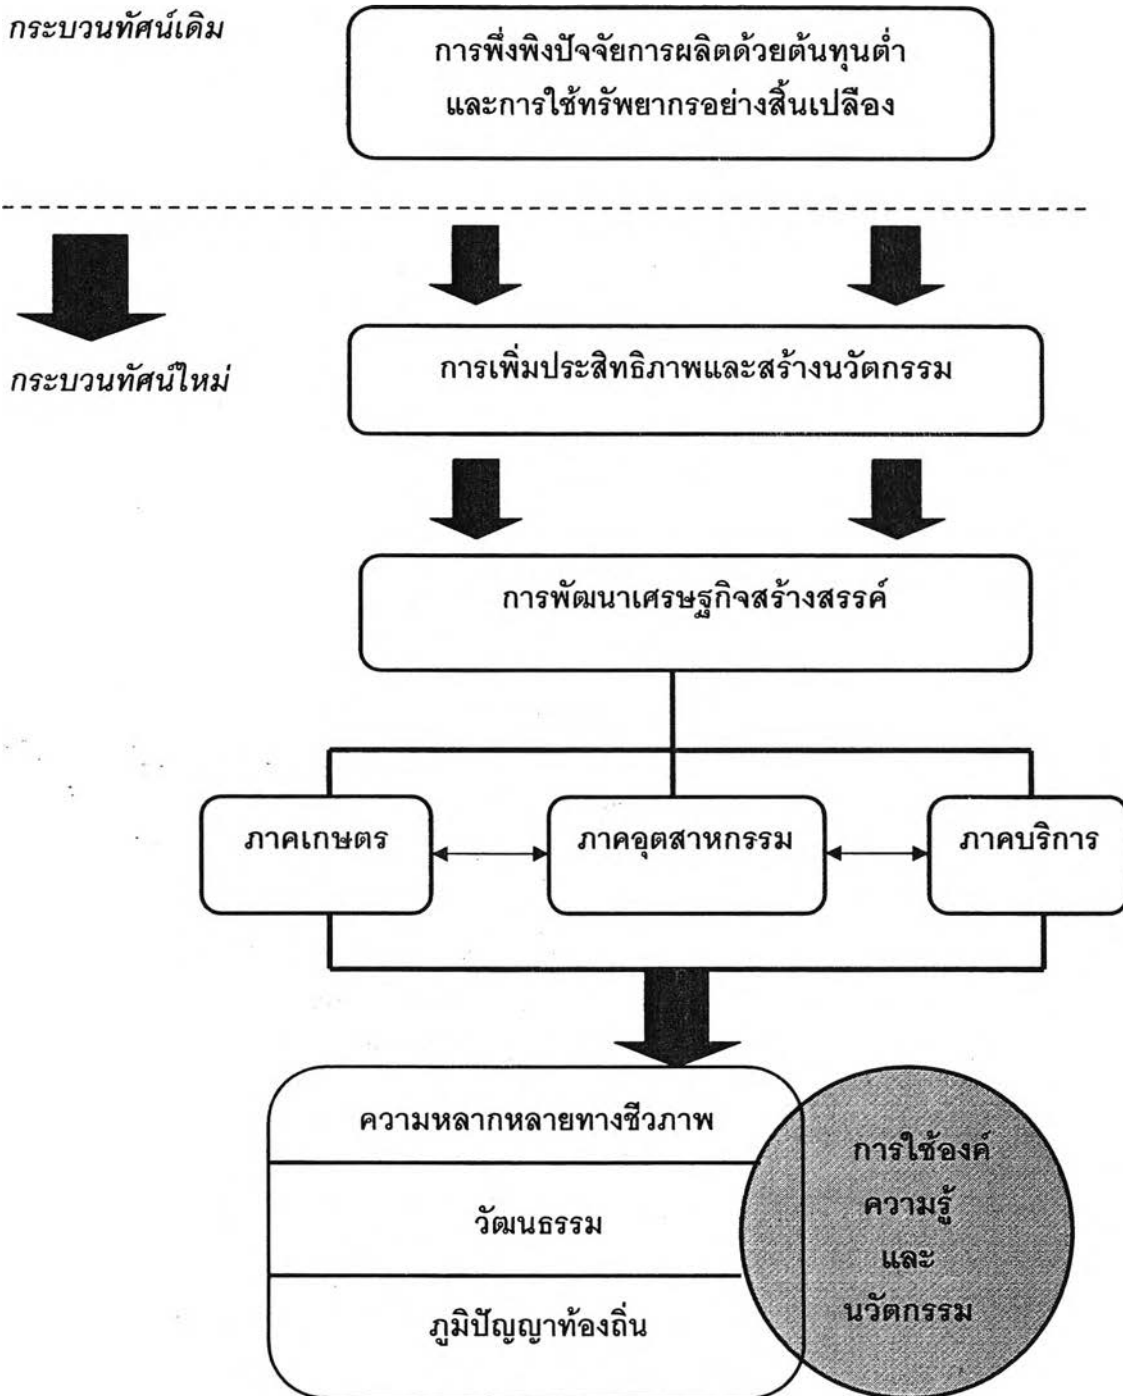 กระบวนทัศน์เดิม
การพึ่งพิงปัจจัยการผลิตด้วยต้นทุนต่ำ
และการใช้ทรัพยากรอย่างสิ้นเปลือง
กระบวนทัศน์ใหม่
การเพิ่มประสิทธิภาพและสร้างนวัตกรรม
การพัฒนาเศรษฐกิจสร้างสรรค์
ภาคเกษตร
ภาคอุตสาหกรรม
ภาคบริการ
ความหลากหลายทางชีวภาพ
วัฒนธรรม
ภูมิปัญญาท้องถิ่น
การใช้องค์
ความรู้
และ
นวัตกรรม